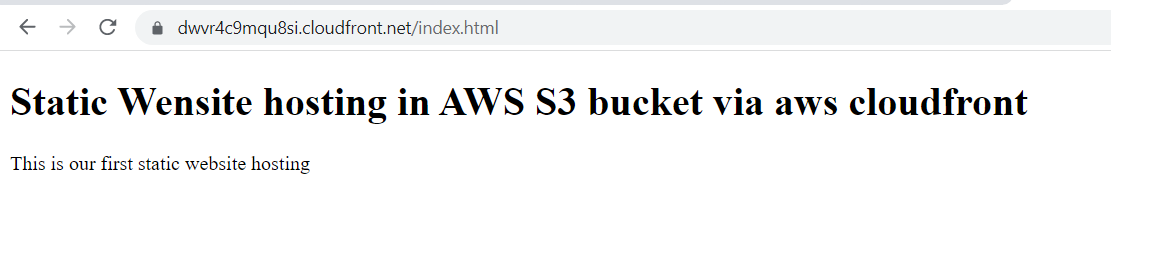 dwvr4c9mqu8si.cloudfront.net/index.html
Static Wensite hosting in AWS S3 bucket via aws cloudfront
This is our first static website hosting